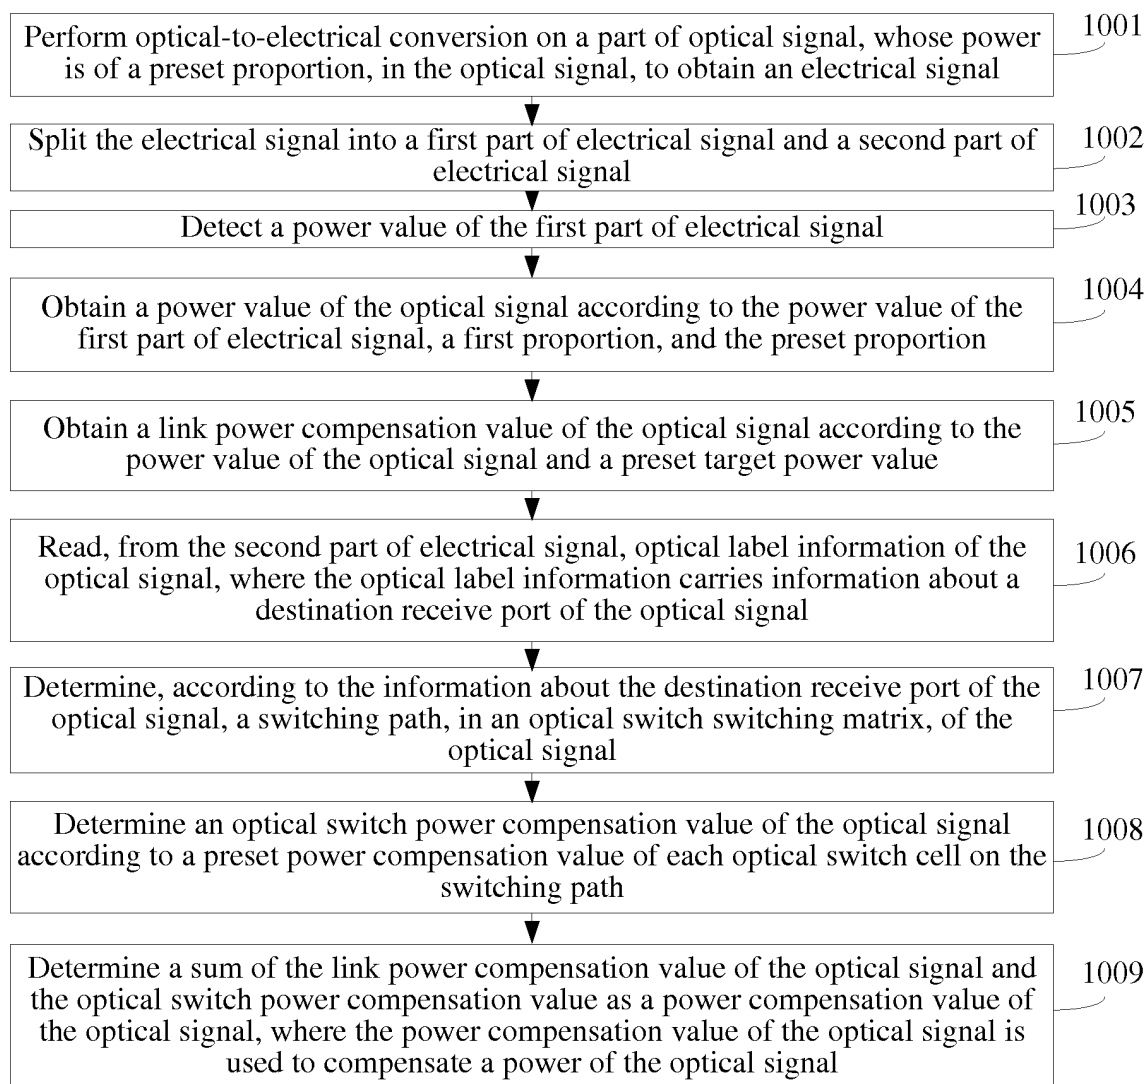 Perform optical-to-electrical conversion on a part of optical signal, whose power
is of a preset proportion, in the optical signal, to obtain an electrical signal
1001
Split the electrical signal into a first part of electrical signal and a second part of
electrical signal
1002
Detect a power value of the first part of electrical signal
1003
Obtain a power value of the optical signal according to the power value of the
first part of electrical signal, a first proportion, and the preset proportion
1004
Obtain a link power compensation value of the optical signal according to the
power value of the optical signal and a preset target power value
1005
Read, from the second part of electrical signal, optical label information of the
optical signal, where the optical label information carries information about a
destination receive port of the optical signal
1006
Determine, according to the information about the destination receive port of the
optical signal, a switching path, in an optical switch switching matrix, of the
optical signal
1007
Determine an optical switch power compensation value of the optical signal
according to a preset power compensation value of each optical switch cell on the
switching path
1008
Determine a sum of the link power compensation value of the optical signal and
the optical switch power compensation value as a power compensation value of
the optical signal, where the power compensation value of the optical signal is
used to compensate a power of the optical signal
1009